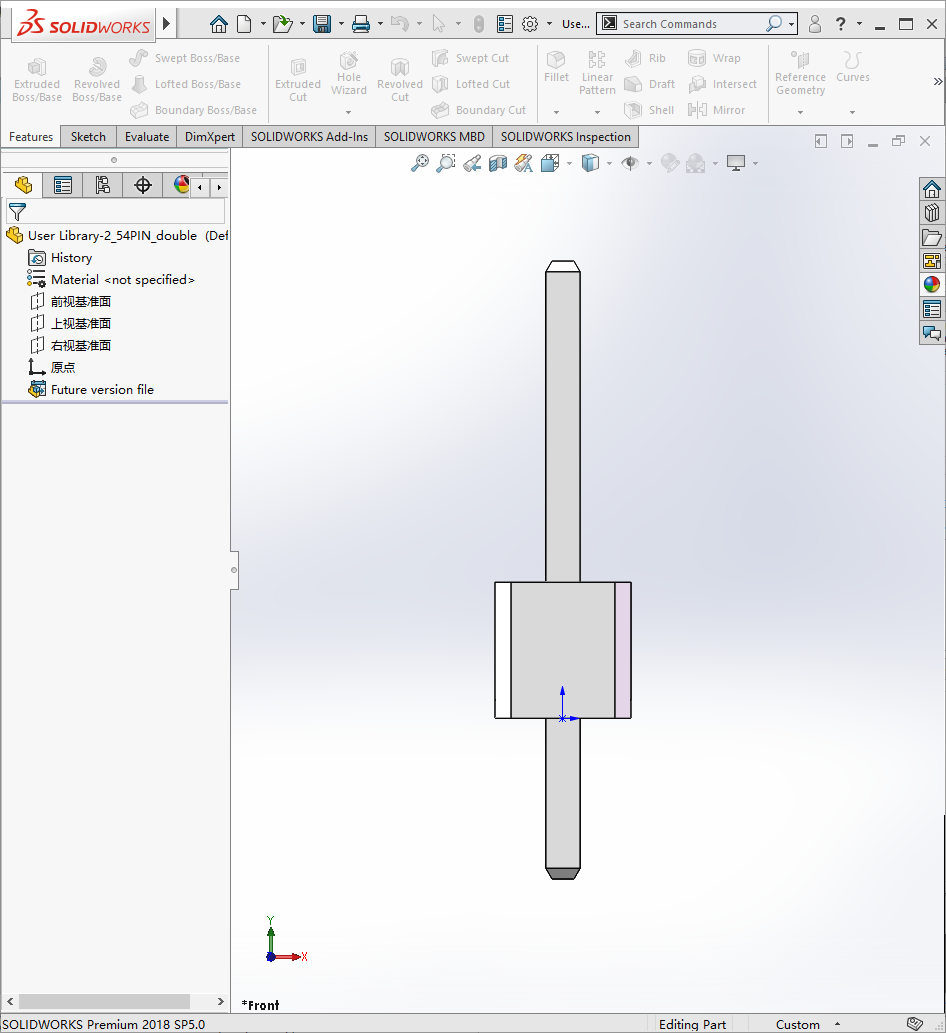 SOLIDWORKS
Use...
Search Commands
?
Extruded Boss/Base
Revolved Boss/Base
Swept Boss/Base
Lofted Boss/Base
Boundary Boss/Base
Extruded Cut
Hole Wizard
Revolved Cut
Swept Cut
Lofted Cut
Boundary Cut
Fillet
Linear Pattern
Rib
Draft
Shell
Wrap
Intersect
Mirror
Reference Geometry
Curves
Features
Sketch
Evaluate
DimXpert
SOLIDWORKS Add-Ins
SOLIDWORKS MBD
SOLIDWORKS Inspection
User Library-2_54PIN_double (Def
History
Material <not specified>
前视基准面
上视基准面
右视基准面
原点
Future version file
Y
X
*Front
SOLIDWORKS Premium 2018 SP5.0
Editing Part
Custom